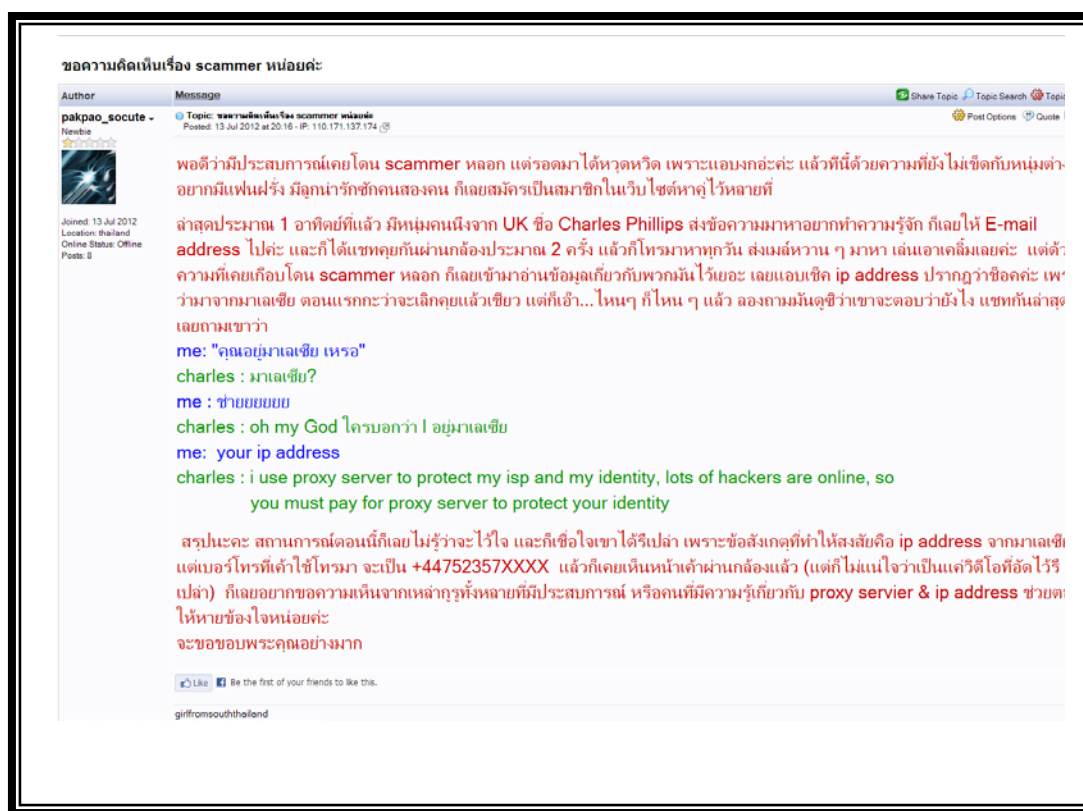 ขอความคิดเห็นเรื่อง scammer หน่อยค่ะ
Author Message Share Topic Topic Search Topic
pakpao_socute Topic: ขอความคิดเห็นเรื่อง scammer หน่อยค่ะ Post Options Quote
Newbie Posted: 13 Jul 2012 at 20:16 - IP: 110.171.137.174
พอดีว่ามีประสบการณ์เคยโดน scammer หลอก แต่รอดมาได้หวุดหวิด เพราะแอบงกอ่ะค่ะ แล้วทีนี้ด้วยความที่ยังไม่เข็ดกับหนุ่มต่าง
อยากมีแฟนฝรั่ง มีลูกน่ารักซักคนสองคน ก็เลยสมัครเป็นสมาชิกในเว็บไซต์หาคู่ไว้หลายที่
Joined: 13 Jul 2012
Location: thailand
Online Status: Offline
Posts: 8
ล่าสุดประมาณ 1 อาทิตย์ที่แล้ว มีหนุ่มคนนึงจาก UK ชื่อ Charles Phillips ส่งข้อความมาหาอยากทำความรู้จัก ก็เลยให้ E-mail
address ไปค่ะ และก็ได้แชทคุยกันผ่านกล้องประมาณ 2 ครั้ง แล้วก็โทรมาหาทุกวัน ส่งเมล์หวาน ๆ มาหา เล่นเอาเคลิ้มเลยค่ะ แต่ด้ว
ความที่เคยเกือบโดน scammer หลอก ก็เลยเข้ามาอ่านข้อมูลเกี่ยวกับพวกมันไว้เยอะ เลยแอบเช็ค ip address ปรากฎว่าช็อคค่ะ เพร
ว่ามาจากมาเลเซีย ตอนแรกกะว่าจะเลิกคุยแล้วเชียว แต่ก็เอ๊า...ไหนๆ ก็ไหน ๆ แล้ว ลองถามมันดูซิว่าเขาจะตอบว่ายังไง แชทกันล่าสุด
เลยถามเขาว่า
me: "คุณอยู่มาเลเซีย เหรอ"
charles : มาเลเซีย?
me : ช่ายยยยยย
charles : oh my God ใครบอกว่า I อยู่มาเลเซีย
me: your ip address
charles : i use proxy server to protect my isp and my identity, lots of hackers are online, so
you must pay for proxy server to protect your identity
สรุปนะคะ สถานการณ์ตอนนี้ก็เลยไม่รู้ว่าจะไว้ใจ และก็เชื่อใจเขาได้รึเปล่า เพราะข้อสังเกตุที่ทำให้สงสัยคือ ip address จากมาเลเซี
แต่เบอร์โทรที่เค้าใช้โทรมา จะเป็น +44752357XXXX แล้วก็เคยเห็นหน้าเค้าผ่านกล้องแล้ว (แต่ก็ไม่แน่ใจว่าเป็นแค่วิดีโอที่อัดไว้รึ
เปล่า) ก็เลยอยากขอความเห็นจากเหล่ากูรูทั้งหลายที่มีประสบการณ์ หรือคนที่มีความรู้เกี่ยวกับ proxy servier & ip address ช่วยตอ
ให้หายข้องใจหน่อยค่ะ
จะขอขอบพระคุณอย่างมาก
Like Be the first of your friends to like this.
girlfromsouththailand